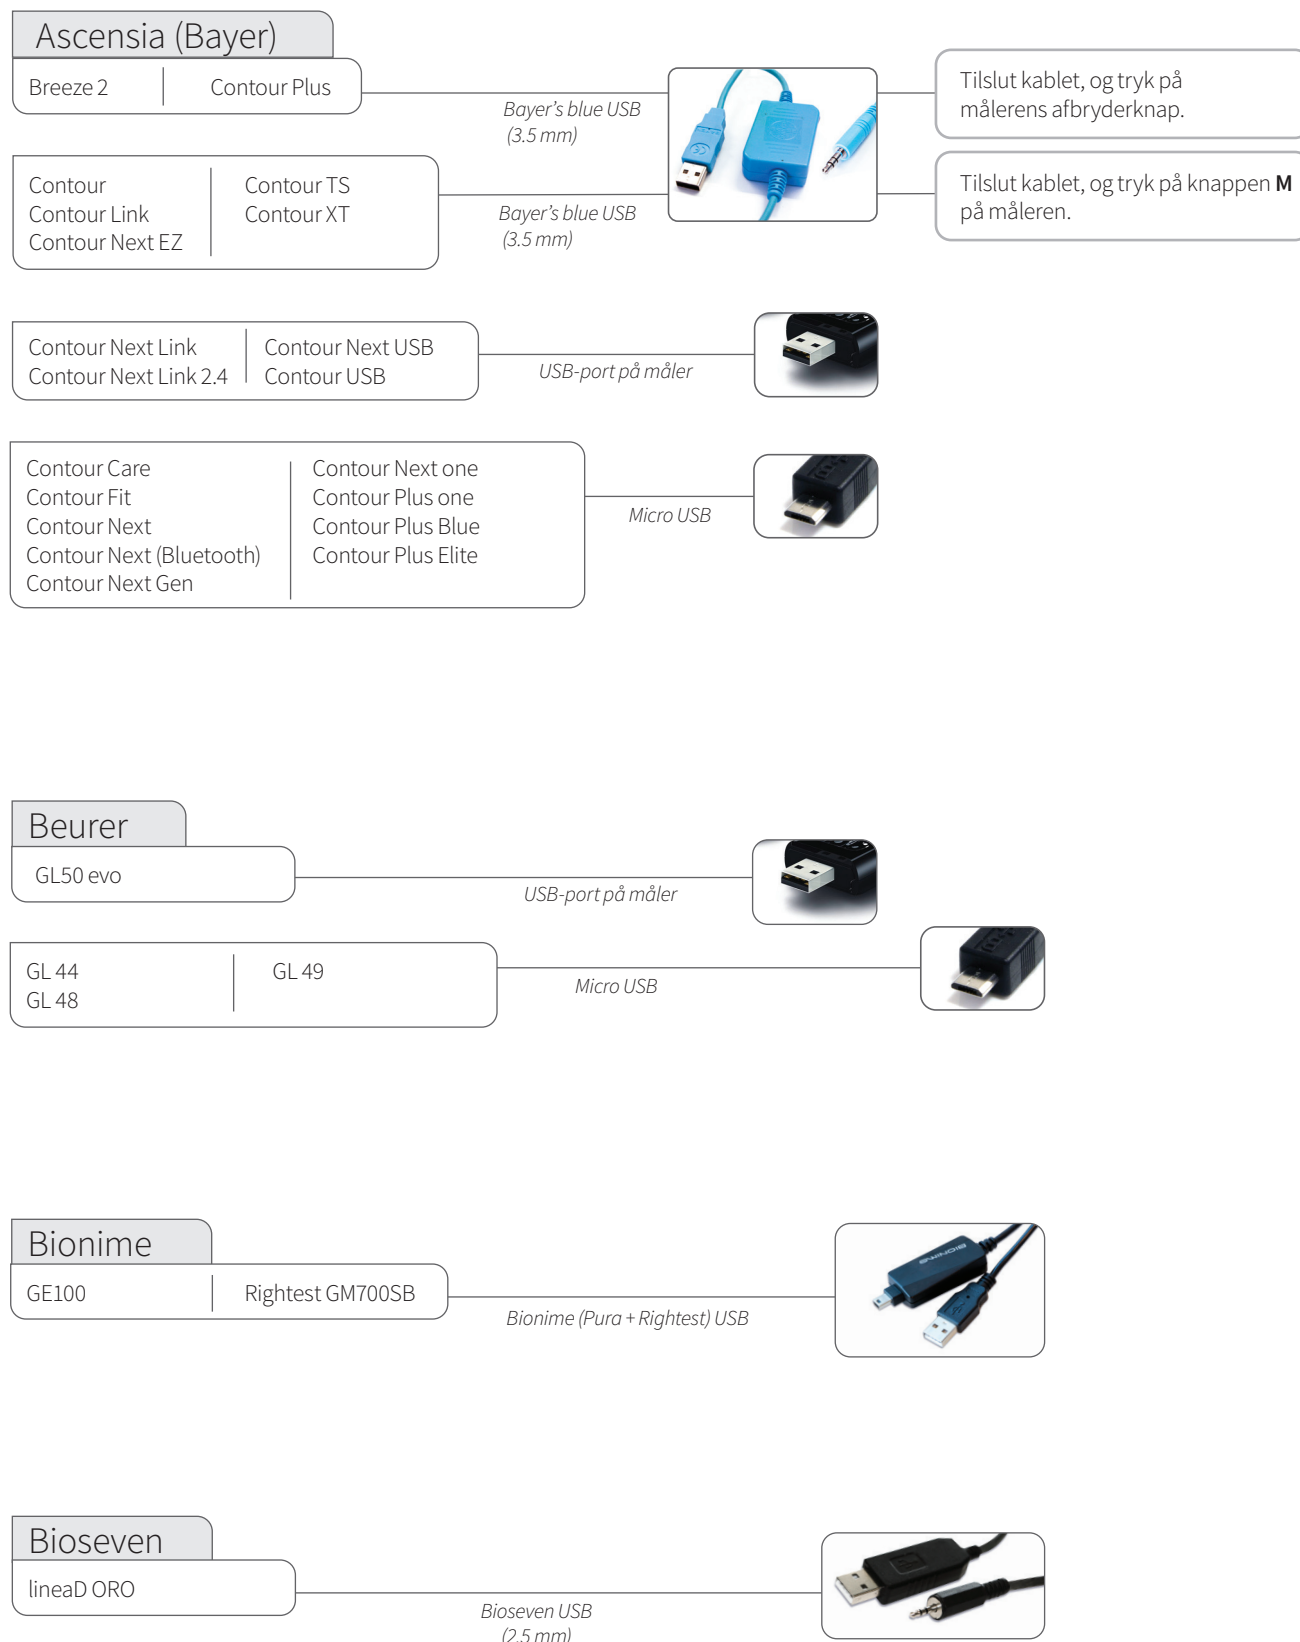 Ascensia (Bayer)
Breeze 2 Contour Plus
Bayer's blue USB
(3.5 mm)
Tilslut kablet, og tryk på
målerens afbryderknap.
Contour Contour TS
Contour Link Contour XT
Contour Next EZ
Bayer's blue USB
(3.5 mm)
Tilslut kablet, og tryk på knappen M
på måleren.
Contour Next Link Contour Next USB
Contour Next Link 2.4 Contour USB
USB-port på måler
Contour Care Contour Next one
Contour Fit Contour Plus one
Contour Next Contour Plus Blue
Contour Next (Bluetooth) Contour Plus Elite
Contour Next Gen
Micro USB
Beurer
GL50 evo
USB-port på måler
GL 44 GL 49
GL 48
Micro USB
Bionime
GE100 Rightest GM700SB
Bionime (Pura + Rightest) USB
BIONIME
Bioseven
lineaD ORO
Bioseven USB
(2.5 mm)